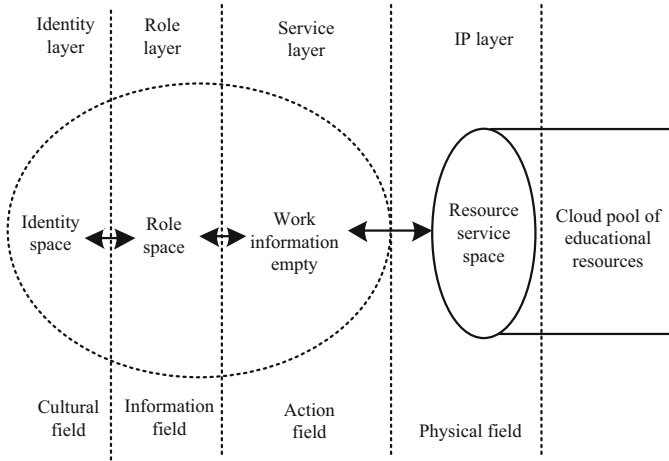 Identity
layer
Role
layer
Service
layer
IP layer
Identity
space
Role
space
Work
information
empty
Resource
service
space
Cloud pool of
educational
resources
Cultural
field
Information
field
Action
field
Physical field